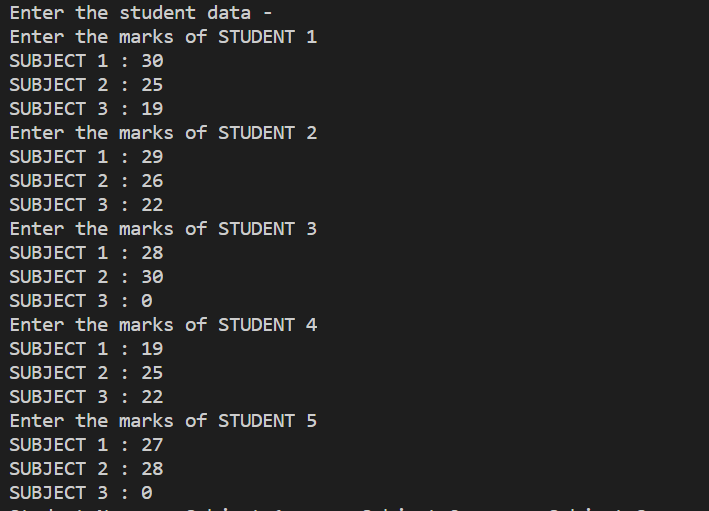 Enter the student data -
Enter the marks of STUDENT 1
SUBJECT 1 : 30
SUBJECT 2 : 25
SUBJECT 3 : 19
Enter the marks of STUDENT 2
SUBJECT 1 : 29
SUBJECT 2 : 26
SUBJECT 3 : 22
Enter the marks of STUDENT 3
SUBJECT 1 : 28
SUBJECT 2 : 30
SUBJECT 3 : 0
Enter the marks of STUDENT 4
SUBJECT 1 : 19
SUBJECT 2 : 25
SUBJECT 3 : 22
Enter the marks of STUDENT 5
SUBJECT 1 : 27
SUBJECT 2 : 28
SUBJECT 3 : 0